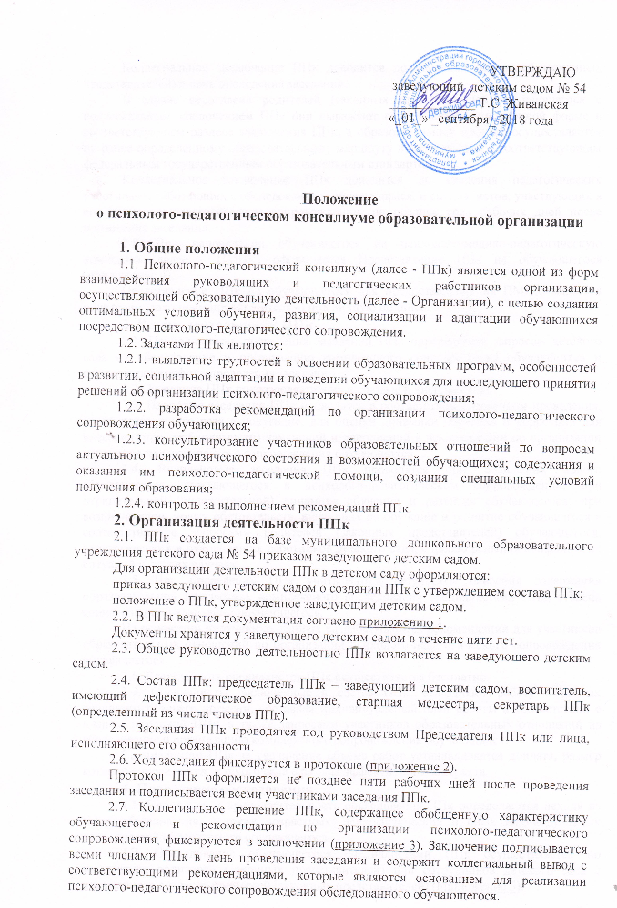 УТВЕРЖДАЮ
заведующий детским садом № 54
Г.С Живанская
«_01_»_ сентября_ 2018 года
Положение
о психолого-педагогическом консилиуме образовательной организации
1. Общие положения
1.1 Психолого-педагогический консилиум (далее - ППк) является одной из форм
взаимодействия руководящих и педагогических работников организации,
осуществляющей образовательную деятельность (далее - Организации), с целью создания
оптимальных условий обучения, развития, социализации и адаптации обучающихся
посредством психолого-педагогического сопровождения.
1.2. Задачами ППк являются:
1.2.1. выявление трудностей в освоении образовательных программ, особенностей
в развитии, социальной адаптации и поведении обучающихся для последующего принятия
решений об организации психолого-педагогического сопровождения;
1.2.2. разработка рекомендаций по организации психолого-педагогического
сопровождения обучающихся;
1.2.3. консультирование участников образовательных отношений по вопросам
актуального психофизического состояния и возможностей обучающихся; содержания и
оказания им психолого-педагогической помощи, создания специальных условий
получения образования;
1.2.4. контроль за выполнением рекомендаций ППк
2. Организация деятельности ППк
2.1. ППк создается на базе муниципального дошкольного образовательного
учреждения детского сада № 54 приказом заведующего детским садом.
Для организации деятельности ППк в детском саду оформляются:
приказ заведующего детским садом о создании ППк с утверждением состава ППк;
положение о ППк, утвержденное заведующим детским садом.
2.2. В ППк ведется документация согласно приложению 1.
Документы хранятся у заведующего детским садом в течение пяти лет.
2.3. Общее руководство деятельностью ППк возлагается на заведующего детским
садом.
2.4. Состав ППк: председатель ППк – заведующий детским садом, воспитатель,
имеющий дефектологическое образование, старшая медсестра, секретарь ППк
(определенный из числа членов ППк).
2.5. Заседания ППк проводятся под руководством Председателя ППк или лица,
исполняющего его обязанности.
2.6. Ход заседания фиксируется в протоколе (приложение 2).
Протокол ППк оформляется не позднее пяти рабочих дней после проведения
заседания и подписывается всеми участниками заседания ППк.
2.7. Коллегиальное решение ППк, содержащее обобщенную характеристику
обучающегося и рекомендации по организации психолого-педагогического
сопровождения, фиксируются в заключении (приложение 3). Заключение подписывается
всеми членами ППк в день проведения заседания и содержит коллегиальный вывод с
соответствующими рекомендациями, которые являются основанием для реализации
психолого-педагогического сопровождения обследованного обучающегося.